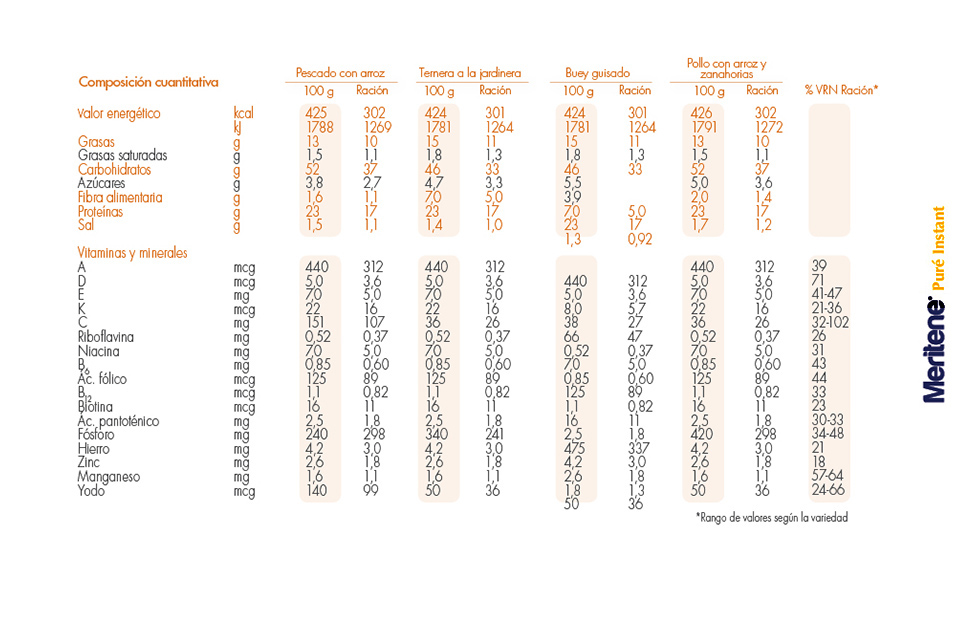 Composición cuantitativa Pescado con arroz Ternera a la jardinera Buey guisado Pollo con arroz y zanahorias
100 g Ración 100 g Ración 100 g Ración 100 g Ración % VRN Ración*
Valor energético kcal 425 302 424 301 424 301 426 302
kJ 1788 1269 1781 1264 1781 1264 1791 1272
Grasas g 13 10 15 11 15 11 13 10
Grasas saturadas g 1,5 1,1 1,8 1,3 1,8 1,3 1,5 1,1
Carbohidratos g 52 37 46 33 46 33 52 37
Azúcares g 3,8 2,7 4,7 3,3 5,5 5,0 3,6
Fibra alimentaria g 1,6 1,1 7,0 5,0 3,9 2,0 1,4
Proteínas g 23 17 23 17 7,0 5,0 23 17
Sal g 1,5 1,1 1,4 1,0 23 17 1,7 1,2
1,3 0,92
Vitaminas y minerales
A mcg 440 312 440 312 440 312 39
D mcg 5,0 3,6 5,0 3,6 440 312 5,0 3,6 71
E mg 7,0 5,0 7,0 5,0 5,0 3,6 7,0 5,0 41-47
K mcg 22 16 22 16 8,0 5,7 22 16 21-36
C mg 151 107 36 26 38 27 36 26 32-102
Riboflavina mg 0,52 0,37 0,52 0,37 66 47 0,52 0,37 26
Niacina mg 7,0 5,0 7,0 5,0 0,52 0,37 7,0 5,0 31
B6 mg 0,85 0,60 0,85 0,60 7,0 5,0 0,85 0,60 43
Ác. fólico mcg 125 89 125 89 0,85 0,60 125 89 44
B12 mcg 1,1 0,82 1,1 0,82 125 89 1,1 0,82 33
Biotina mcg 16 11 16 11 1,1 0,82 16 11 23
Ác. pantoténico mg 2,5 1,8 2,5 1,8 16 11 2,5 1,8 30-33
Fósforo mg 240 298 340 241 2,5 1,8 420 298 34-48
Hierro mg 4,2 3,0 4,2 3,0 475 337 4,2 3,0 21
Zinc mg 2,6 1,8 2,6 1,8 4,2 3,0 2,6 1,8 18
Manganeso mg 1,6 1,1 1,6 1,1 2,6 1,8 1,6 1,1 57-64
Yodo mcg 140 99 50 36 1,8 1,3 50 36 24-66
50 36
*Rango de valores según la variedad
Meritene® Puré Instant